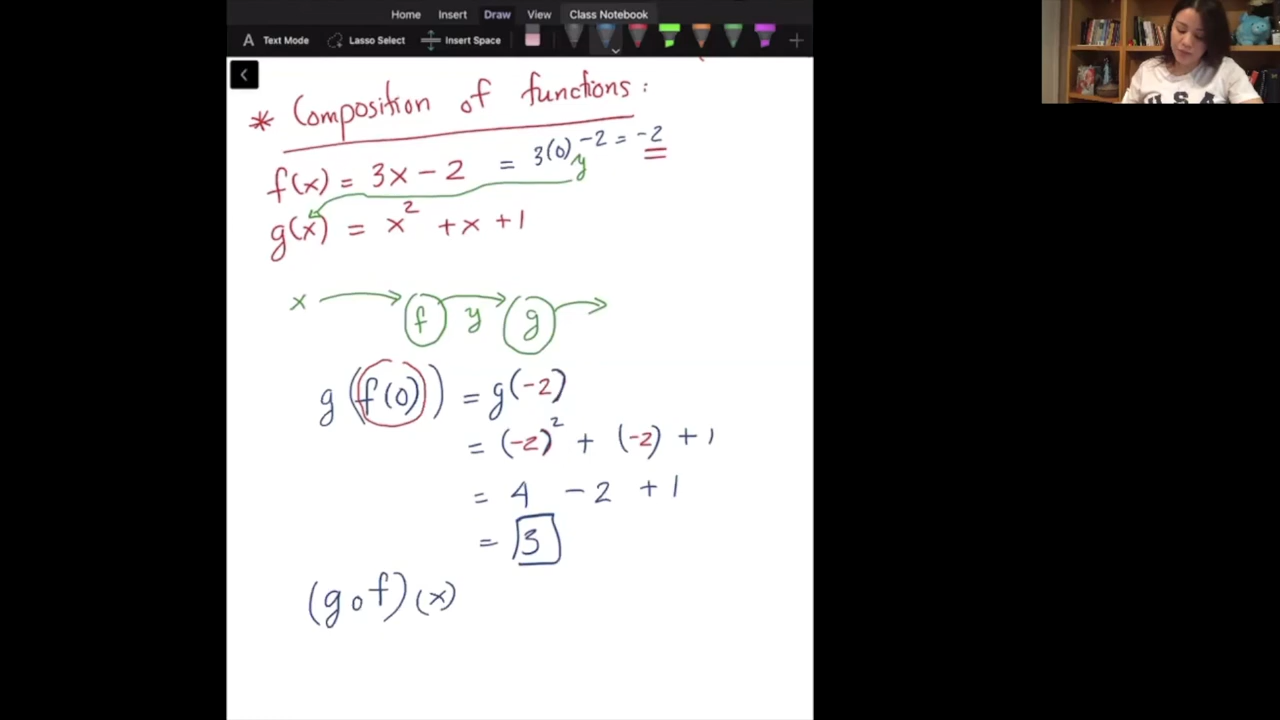 Home Insert Draw View Class Notebook
Text Mode Lasso Select Insert Space
* Composition of functions:
f(x) = 3x - 2 = 3(0) - 2 = -2
y
g(x) = x² + x + 1
x f y g
g(f(0)) = g(-2)
= (-2)² + (-2) + 1
= 4 - 2 + 1
= 3
(g∘f)(x)
USA